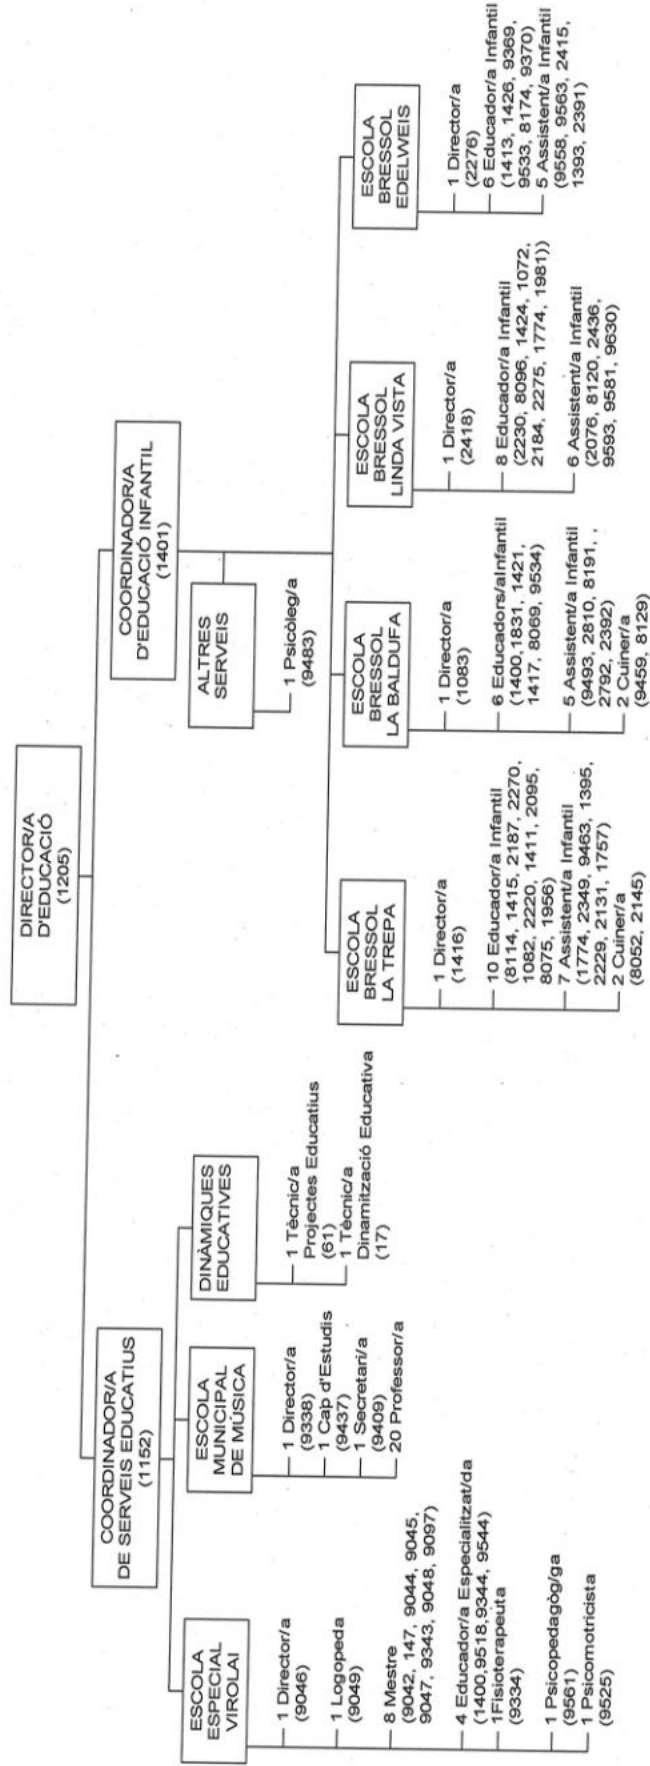 DIRECTOR/A
D'EDUCACIÓ
(1205)
COORDINADOR/A
DE SERVEIS EDUCATIUS
(1152)
ESCOLA
ESPECIAL
VIROLAI
1 Director/a
(9046)
1 Logopeda
(9049)
8 Mestre
(9042, 147, 9044, 9045,
9047, 9343, 9048, 9097)
4 Educador/a Especialitzat/da
(1400,9518,9344, 9544)
1Fisioterapeuta
(9334)
1 Psicopedagòg/ga
(9561)
1 Psicomotricista
(9525)
ESCOLA
MUNICIPAL
DE MÚSICA
1 Director/a
(9338)
1 Cap d'Estudis
(9437)
1 Secretari/a
(9409)
20 Professor/a
DINÀMIQUES
EDUCATIVES
1 Tècnic/a
Projectes Educatius
(61)
1 Tècnic/a
Dinamització Educativa
(17)
COORDINADOR/A
D'EDUCACIÓ INFANTIL
(1401)
ALTRES
SERVEIS
1 Psicòleg/a
(9483)
ESCOLA
BRESSOL
LA TREPA
1 Director/a
(1416)
10 Educador/a Infantil
(8114, 1415, 2187, 2270,
1082, 2220, 1411, 2095,
8075, 1956)
7 Assistent/a Infantil
(1774, 2349, 9463, 1395,
2229, 2131, 1757)
2 Cuiner/a
(8052, 2145)
ESCOLA
BRESSOL
LA BALDUFA
1 Director/a
(1083)
6 Educadors/aInfantil
(1400,1831, 1421,
1417, 8069, 9534)
5 Assistent/a Infantil
(9493, 2810, 8191, ,
2792, 2392)
2 Cuiner/a
(9459, 8129)
ESCOLA
BRESSOL
LINDA VISTA
1 Director/a
(2418)
8 Educador/a Infantil
(2230, 8096, 1424, 1072,
2184, 2275, 1774, 1981))
6 Assistent/a Infantil
(2076, 8120, 2436,
9593, 9581, 9630)
ESCOLA
BRESSOL
EDELWEIS
1 Director/a
(2276)
6 Educador/a Infantil
(1413, 1426, 9369,
9533, 8174, 9370)
5 Assistent/a Infantil
(9558, 9563, 2415,
1393, 2391)